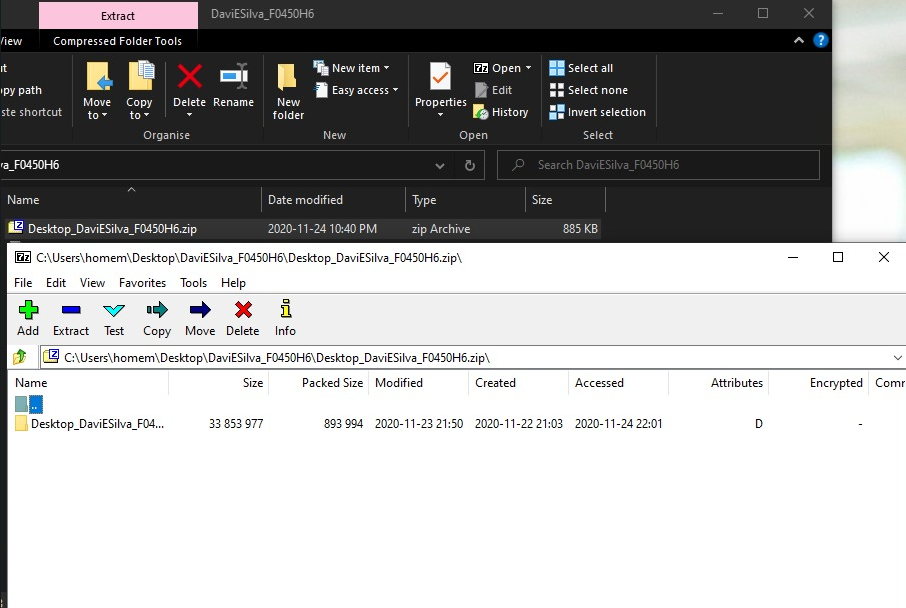 Extract
DaviESilva_F0450H6
View
Compressed Folder Tools
ut
opy path
ste shortcut
Move to
Copy to
Delete
Rename
Organise
New folder
New item
Easy access
New
Properties
Open
Edit
History
Open
Select all
Select none
Invert selection
Select
va_F0450H6
Search DaviESilva_F0450H6
Name Date modified Type Size
Desktop_DaviESilva_F0450H6.zip 2020-11-24 10:40 PM zip Archive 885 KB
7z C:\Users\homem\Desktop\DaviESilva_F0450H6\Desktop_DaviESilva_F0450H6.zip\
File Edit View Favorites Tools Help
Add Extract Test Copy Move Delete Info
C:\Users\homem\Desktop\DaviESilva_F0450H6\Desktop_DaviESilva_F0450H6.zip\
Name Size Packed Size Modified Created Accessed Attributes Encrypted Comr
..
Desktop_DaviESilva_F04... 33 853 977 893 994 2020-11-23 21:50 2020-11-22 21:03 2020-11-24 22:01 D -